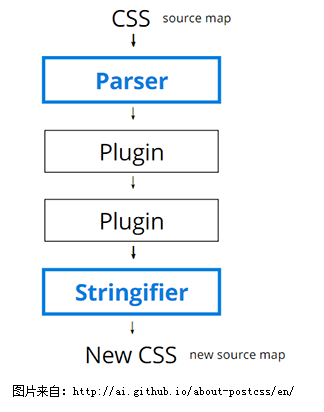 CSS source map
Parser
Plugin
Plugin
Stringifier
New CSS new source map
图片来自：http://ai.github.io/about-postcss/en/